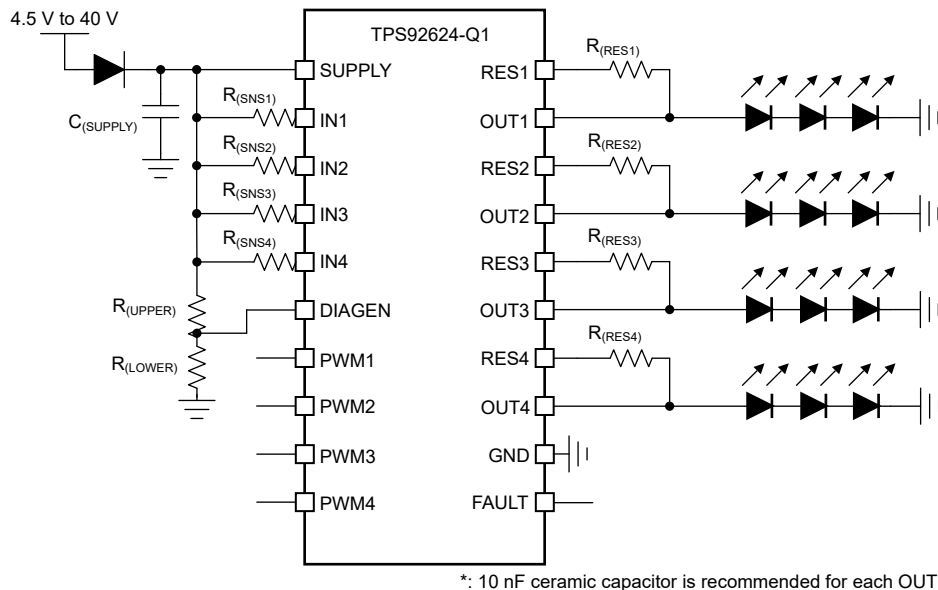 4.5 V to 40 V
TPS92624-Q1
SUPPLY
C(SUPPLY)
R(SNS1)
IN1
R(SNS2)
IN2
R(SNS3)
IN3
R(SNS4)
IN4
R(UPPER)
DIAGEN
R(LOWER)
PWM1
PWM2
PWM3
PWM4
RES1
R(RES1)
OUT1
RES2
R(RES2)
OUT2
RES3
R(RES3)
OUT3
RES4
R(RES4)
OUT4
GND
FAULT
*: 10 nF ceramic capacitor is recommended for each OUT